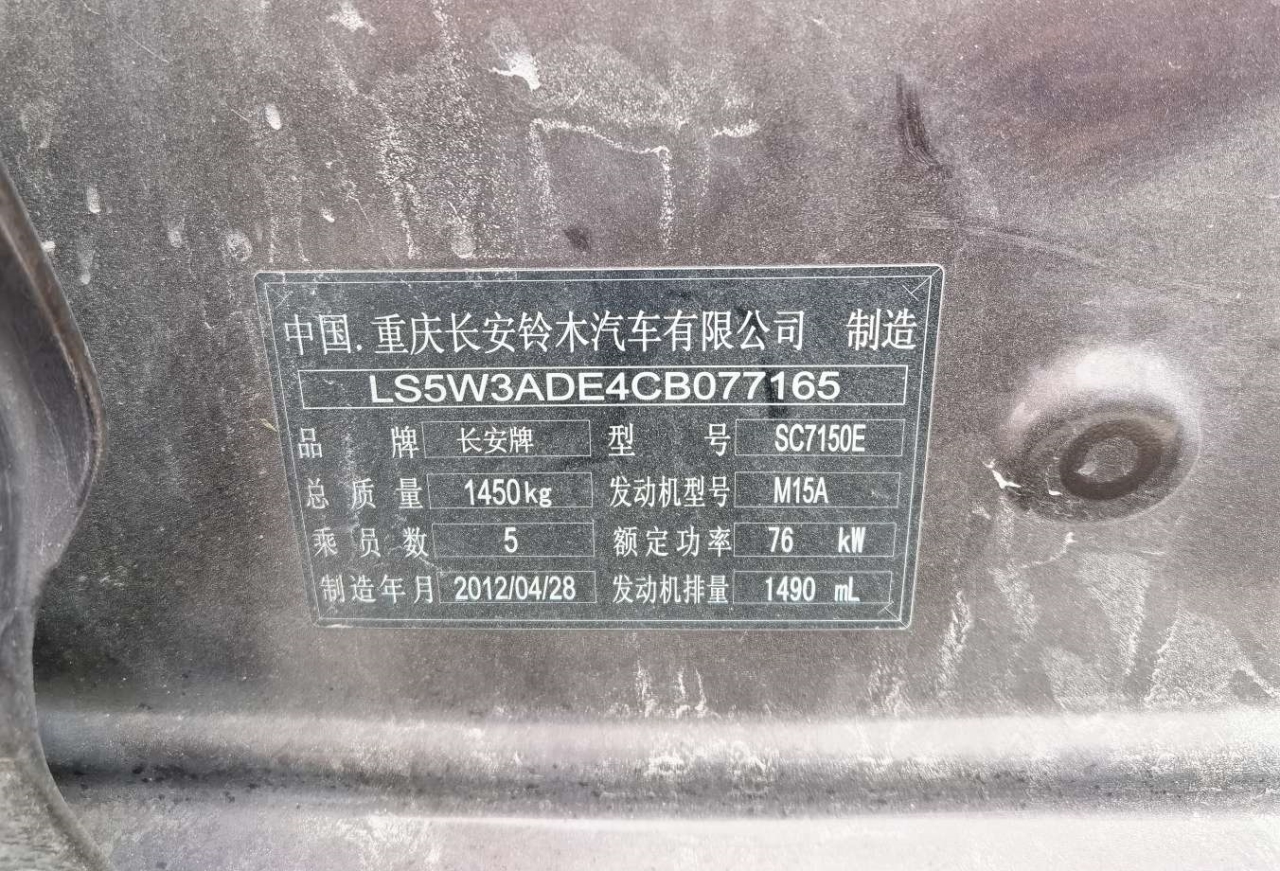 中国.重庆长安铃木汽车有限公司 制造
LS5W3ADE4CB077165
品牌 长安牌 型号 SC7150E
总质量 1450kg 发动机型号 M15A
乘员数 5 额定功率 76 kW
制造年月 2012/04/28 发动机排量 1490 mL